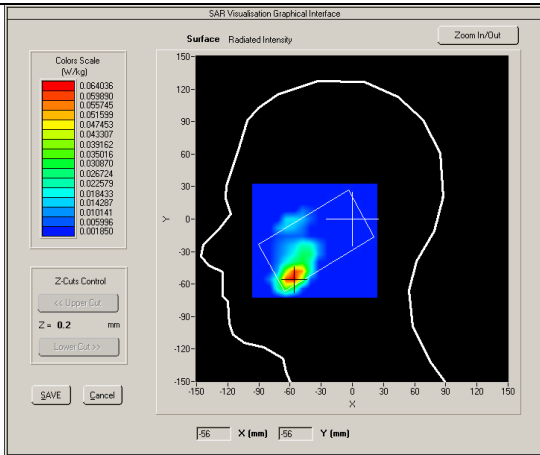 SAR Visualisation Graphical Interface
Surface Radiated Intensity
Zoom In/Out
Colors Scale
(W/kg)
0.064036
0.059890
0.055745
0.051599
0.047453
0.043307
0.039162
0.035016
0.030870
0.026724
0.022579
0.018433
0.014287
0.010141
0.005996
0.001850
Z-Cuts Control
<< Upper Cut
Z = 0.2 mm
Lower Cut >>
SAVE Cancel
Y
150
120
90
60
30
0
-30
-60
-90
-120
-150
-150 -120 -90 -60 -30 0 30 60 90 120 150
X
-56 X (mm) -56 Y (mm)